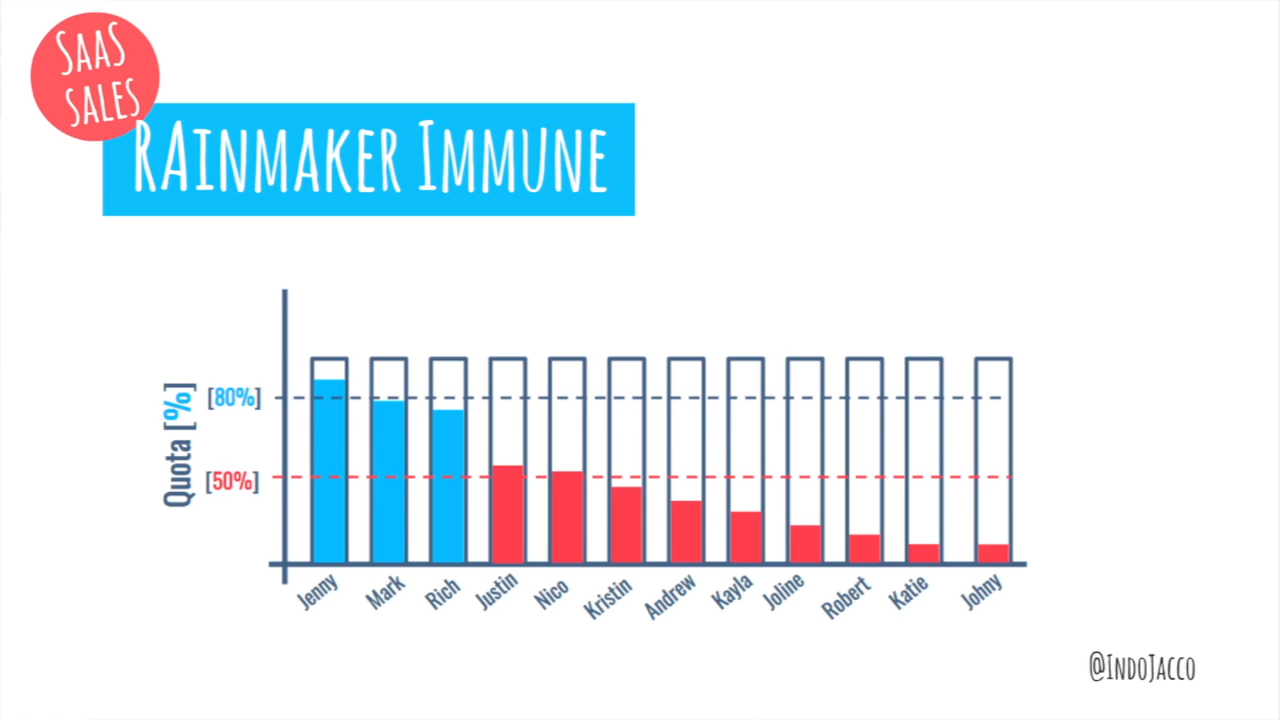 SaaS
SALES
RAINMAKER IMMUNE
Quota [%]
[80%]
[50%]
Jenny
Mark
Rich
Justin
Nico
Kristin
Andrew
Kayla
Joline
Robert
Katie
Johny
@INDOJACCO